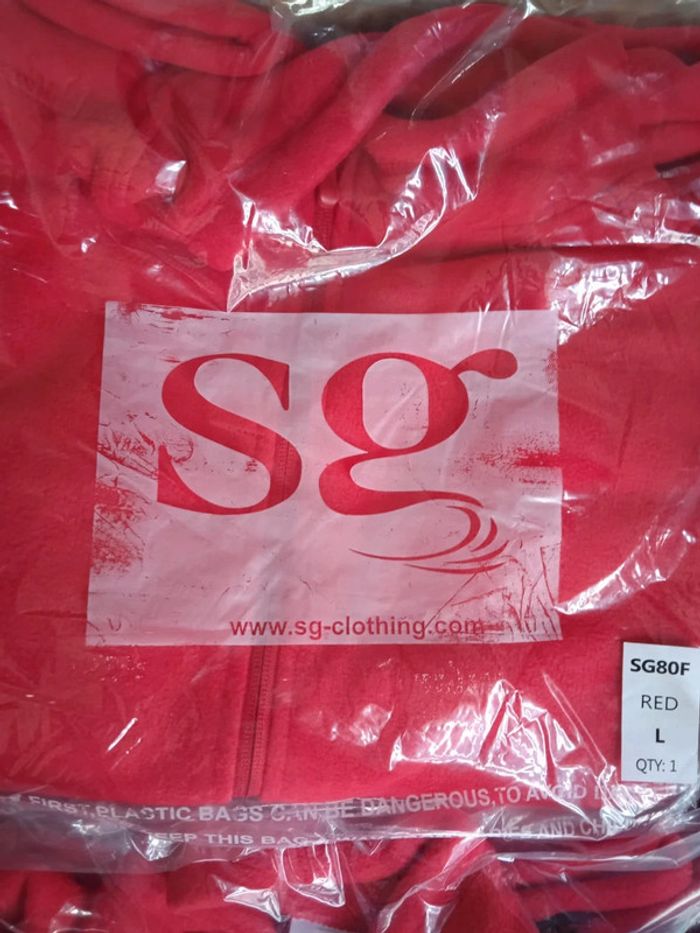 sg
www.sg-clothing.com
SG80F
RED
L
QTY: 1
FIRST,PLASTIC BAGS CAN BE DANGEROUS,TO AVOID
THIS BAG
AND